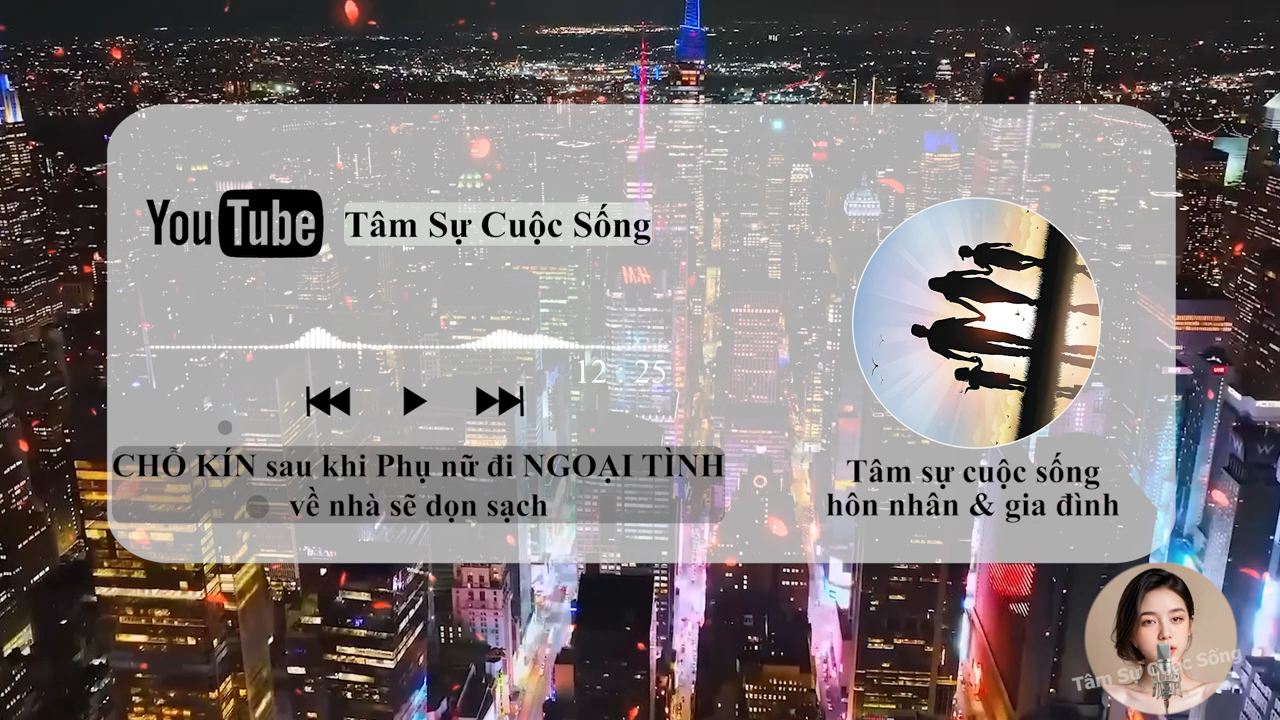 YouTube Tâm Sự Cuộc Sống
H&M
12 : 25
CHỖ KÍN sau khi Phụ nữ đi NGOẠI TÌNH
về nhà sẽ dọn sạch
Tâm sự cuộc sống
hôn nhân & gia đình
Tâm Sự Cuộc Sống